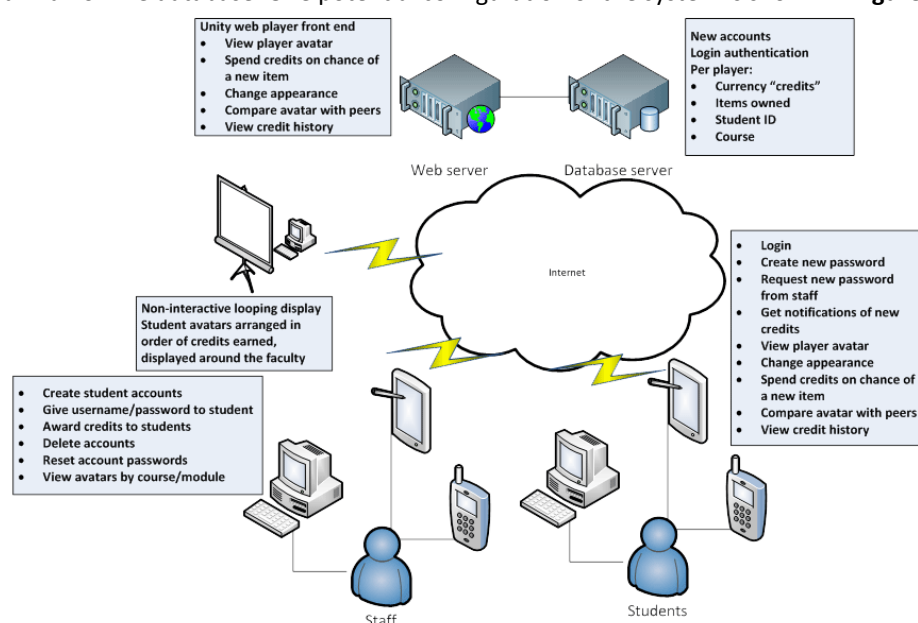 Unity web player front end
• View player avatar
• Spend credits on chance of
a new item
• Change appearance
• Compare avatar with peers
• View credit history
New accounts
Login authentication
Per player:
• Currency “credits”
• Items owned
• Student ID
• Course
Web server
Database server
Internet
Non-interactive looping display
Student avatars arranged in
order of credits earned,
displayed around the faculty
• Login
• Create new password
• Request new password
from staff
• Get notifications of new
credits
• View player avatar
• Change appearance
• Spend credits on chance of
a new item
• Compare avatar with peers
• View credit history
• Create student accounts
• Give username/password to student
• Award credits to students
• Delete accounts
• Reset account passwords
• View avatars by course/module
Staff
Students